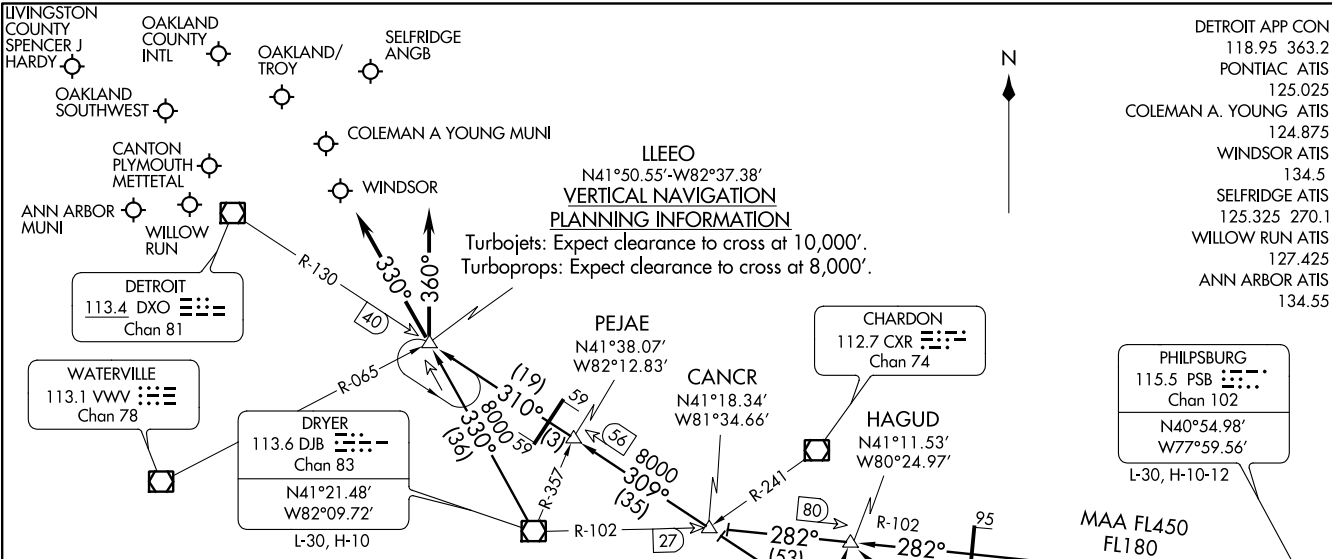 LIVINGSTON
COUNTY
SPENCER J
HARDY
OAKLAND
COUNTY
INTL
OAKLAND/
TROY
SELFRIDGE
ANGB
OAKLAND
SOUTHWEST
COLEMAN A YOUNG MUNI
CANTON
PLYMOUTH
METTETAL
WINDSOR
ANN ARBOR
MUNI
WILLOW
RUN
N
DETROIT APP CON
118.95 363.2
PONTIAC ATIS
125.025
COLEMAN A. YOUNG ATIS
124.875
WINDSOR ATIS
134.5
SELFRIDGE ATIS
125.325 270.1
WILLOW RUN ATIS
127.425
ANN ARBOR ATIS
134.55
LLEEO
N41°50.55'-W82°37.38'
VERTICAL NAVIGATION
PLANNING INFORMATION
Turbojets: Expect clearance to cross at 10,000'.
Turboprops: Expect clearance to cross at 8,000'.
R-130
330°
360°
40
DETROIT
113.4 DXO
Chan 81
WATERVILLE
113.1 VWV
Chan 78
R-065
DRYER
113.6 DJB
Chan 83
N41°21.48'
W82°09.72'
L-30, H-10
8000
330°
(36)
(19)
310°
(3)
59
59
PEJAE
N41°38.07'
W82°12.83'
56
R-357
8000
309°
(35)
CANCR
N41°18.34'
W81°34.66'
R-102
27
CHARDON
112.7 CXR
Chan 74
R-241
HAGUD
N41°11.53'
W80°24.97'
80
R-102
95
282°
(53)
282°
PHILPSBURG
115.5 PSB
Chan 102
N40°54.98'
W77°59.56'
L-30, H-10-12
MAA FL450
FL180